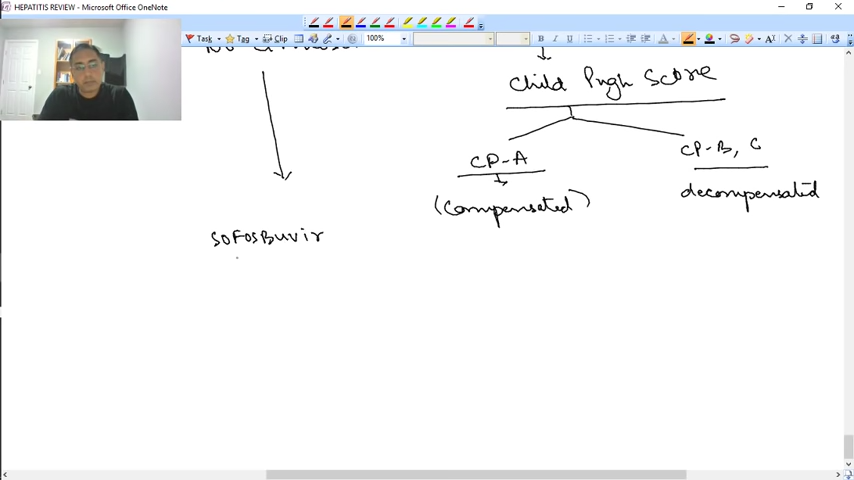 HEPATITIS REVIEW - Microsoft Office OneNote
Task Tag Clip 100% B I U
Child Pugh Score
CP-A
CP-B, C
(Compensated)
decompensated
SOFOSBuvir